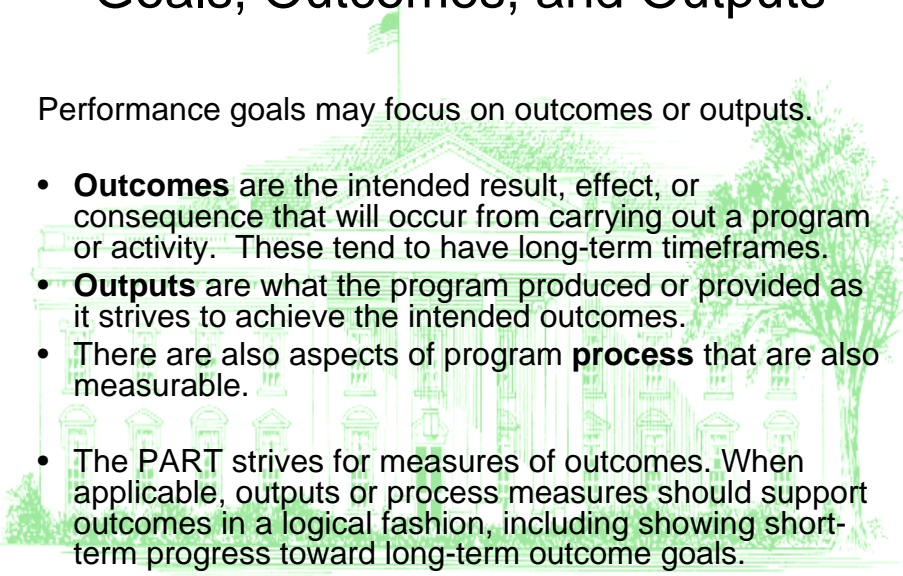 Goals, Outcomes, and Outputs
Performance goals may focus on outcomes or outputs.
• Outcomes are the intended result, effect, or
consequence that will occur from carrying out a program
or activity.  These tend to have long-term timeframes.
• Outputs are what the program produced or provided as
it strives to achieve the intended outcomes.
• There are also aspects of program process that are also
measurable.
• The PART strives for measures of outcomes. When
applicable, outputs or process measures should support
outcomes in a logical fashion, including showing short-
term progress toward long-term outcome goals.